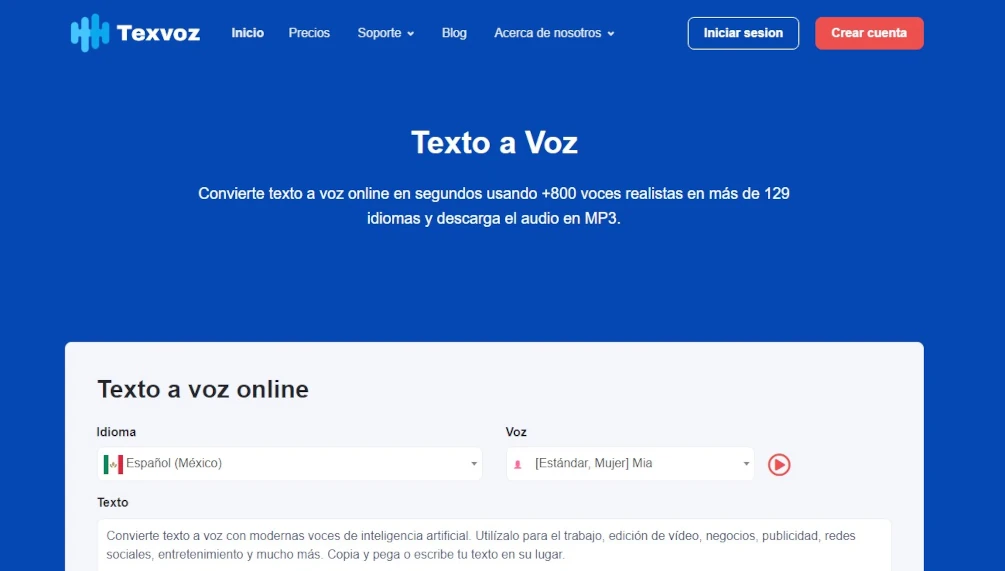 Texvoz Inicio Precios Soporte Blog Acerca de nosotros Iniciar sesion Crear cuenta
Texto a Voz
Convierte texto a voz online en segundos usando +800 voces realistas en más de 129
idiomas y descarga el audio en MP3.
Texto a voz online
Idioma Voz
Español (México) [Estándar, Mujer] Mia
Texto
Convierte texto a voz con modernas voces de inteligencia artificial. Utilízalo para el trabajo, edición de vídeo, negocios, publicidad, redes
sociales, entretenimiento y mucho más. Copia y pega o escribe tu texto en su lugar.